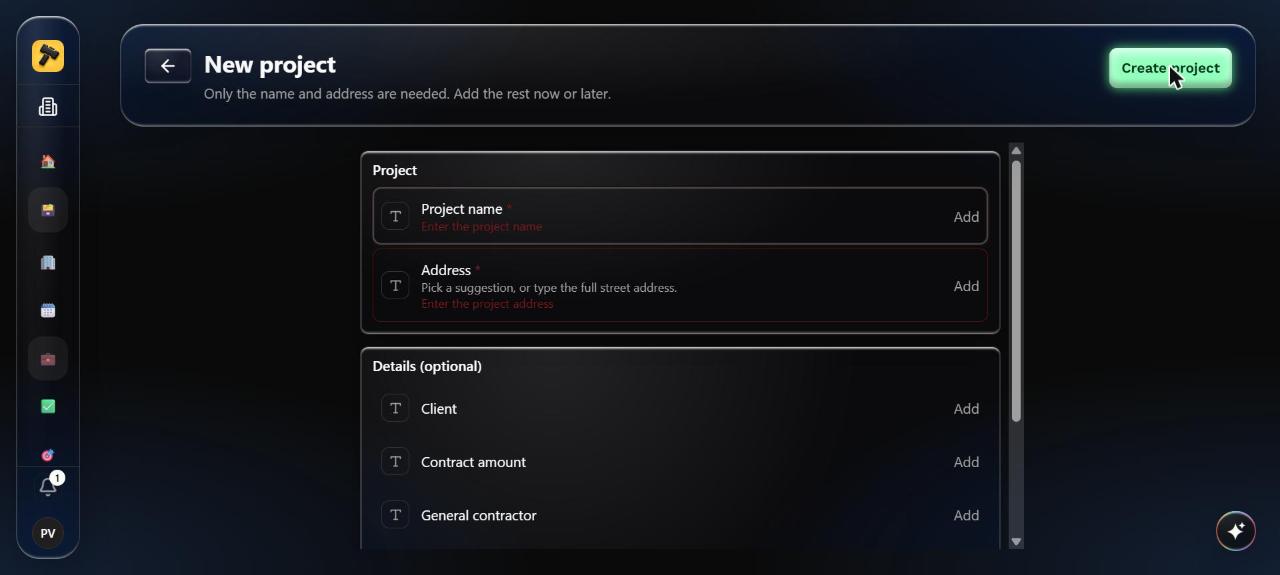 New project
Only the name and address are needed. Add the rest now or later.
Create project
Project
T
Project name *
Enter the project name
Add
T
Address *
Pick a suggestion, or type the full street address.
Enter the project address
Add
Details (optional)
T
Client
Add
T
Contract amount
Add
T
General contractor
Add
1
PV